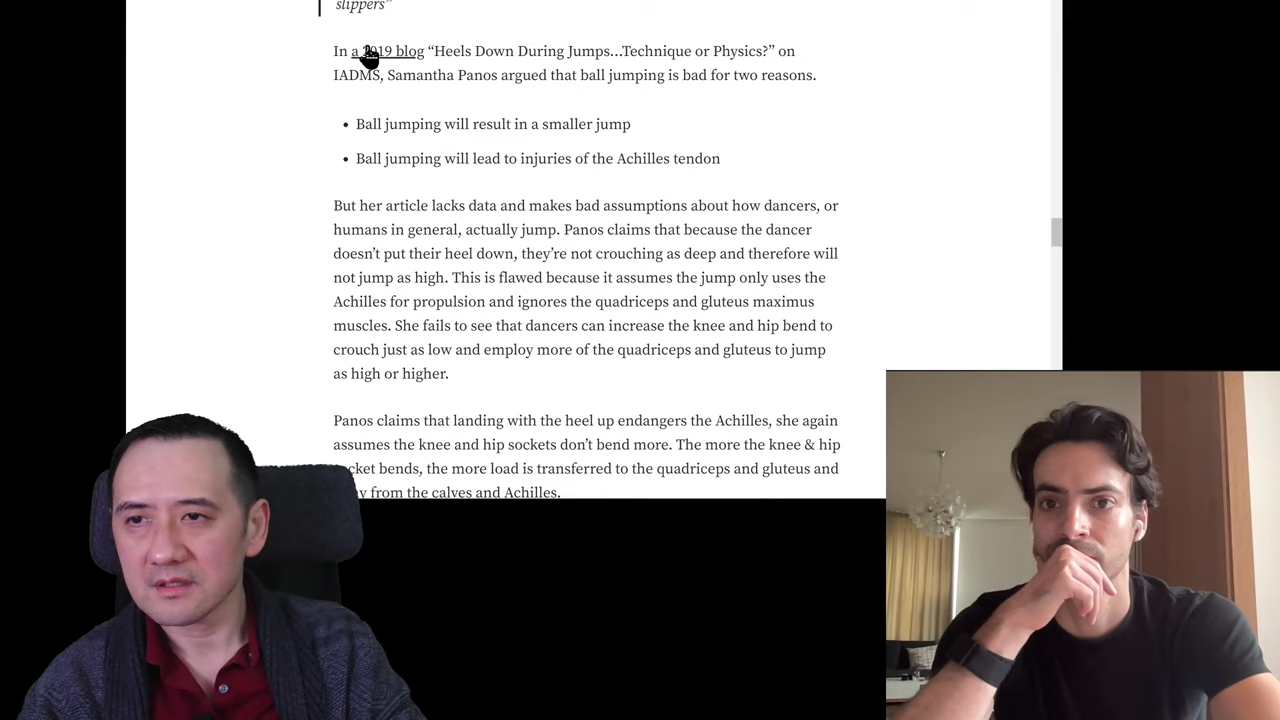 slippers”
In a 2019 blog “Heels Down During Jumps…Technique or Physics?” on
IADMS, Samantha Panos argued that ball jumping is bad for two reasons.
• Ball jumping will result in a smaller jump
• Ball jumping will lead to injuries of the Achilles tendon
But her article lacks data and makes bad assumptions about how dancers, or
humans in general, actually jump. Panos claims that because the dancer
doesn’t put their heel down, they’re not crouching as deep and therefore will
not jump as high. This is flawed because it assumes the jump only uses the
Achilles for propulsion and ignores the quadriceps and gluteus maximus
muscles. She fails to see that dancers can increase the knee and hip bend to
crouch just as low and employ more of the quadriceps and gluteus to jump
as high or higher.
Panos claims that landing with the heel up endangers the Achilles, she again
assumes the knee and hip sockets don’t bend more. The more the knee & hip
socket bends, the more load is transferred to the quadriceps and gluteus and
from the calves and Achilles.